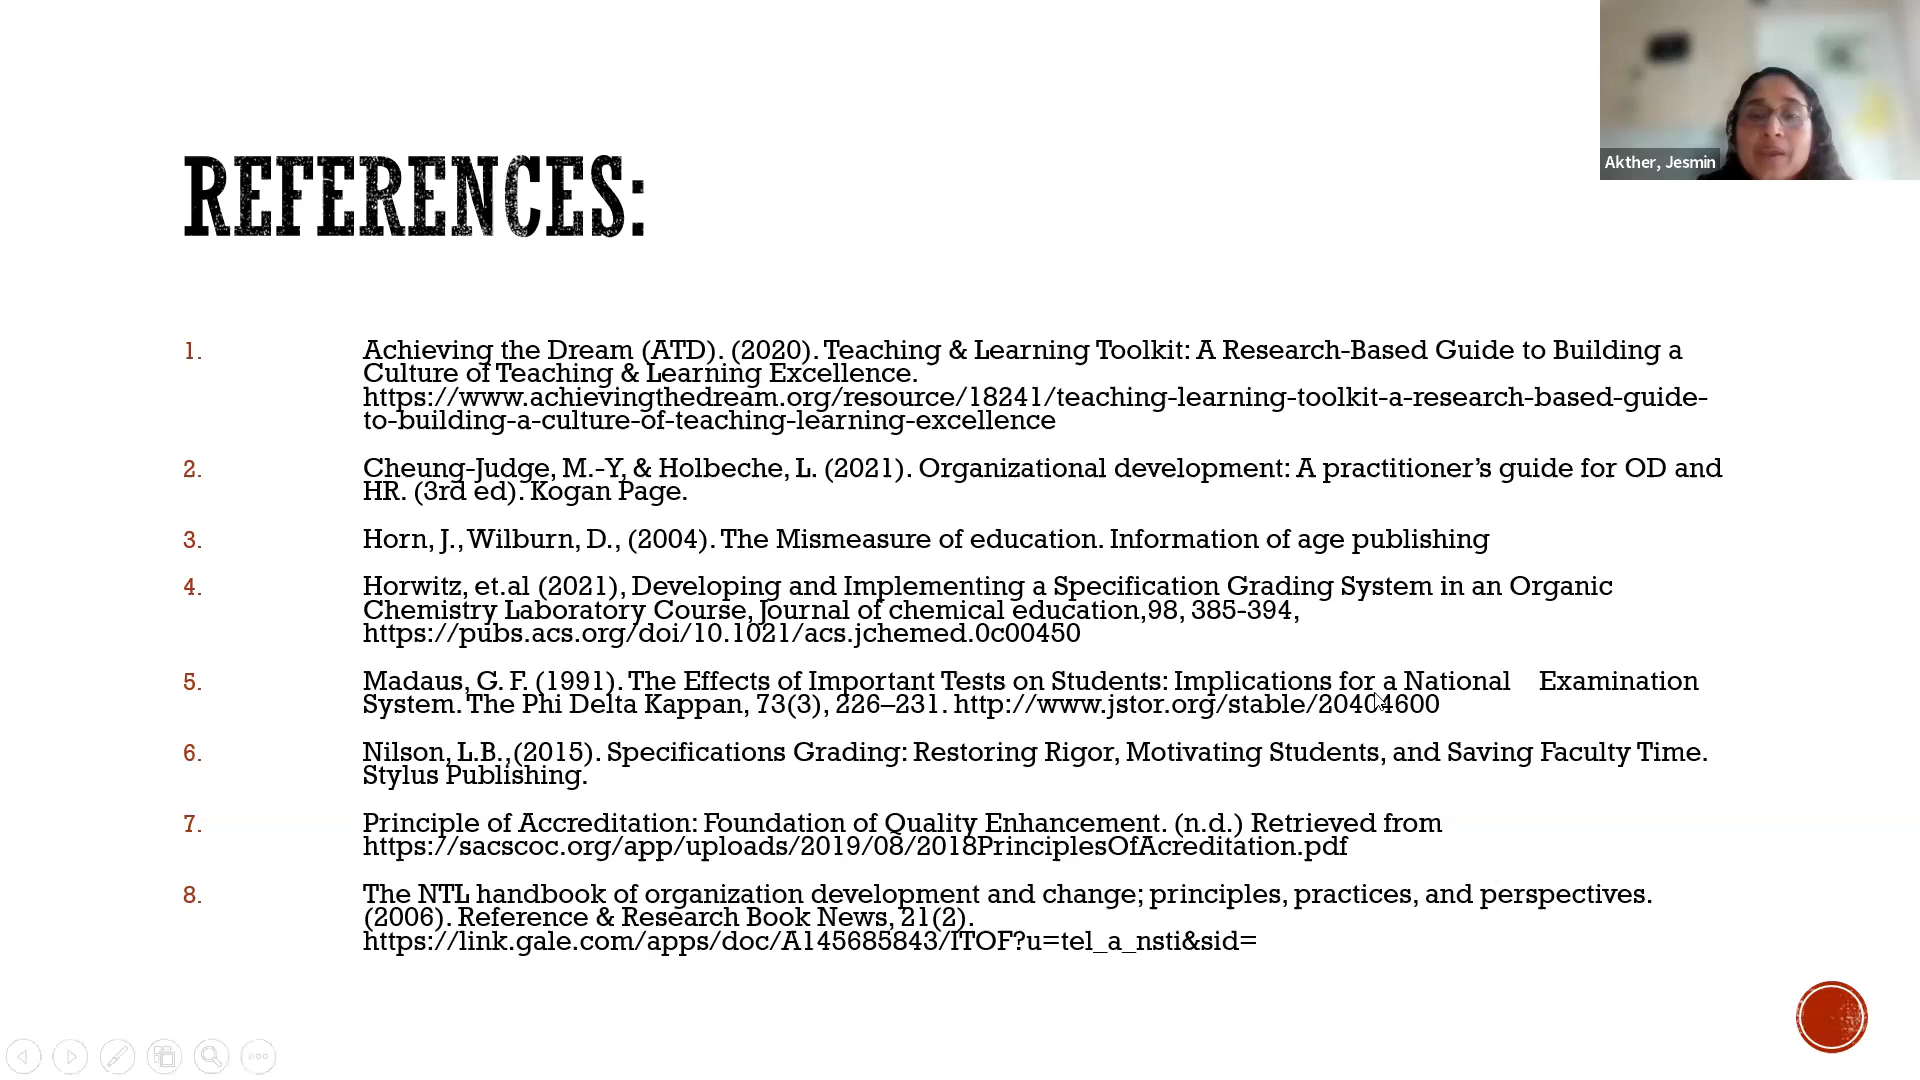 Akther, Jesmin
REFERENCES:
1. Achieving the Dream (ATD). (2020). Teaching & Learning Toolkit: A Research-Based Guide to Building a
Culture of Teaching & Learning Excellence.
https://www.achievingthedream.org/resource/18241/teaching-learning-toolkit-a-research-based-guide-
to-building-a-culture-of-teaching-learning-excellence
2. Cheung-Judge, M.-Y, & Holbeche, L. (2021). Organizational development: A practitioner’s guide for OD and
HR. (3rd ed). Kogan Page.
3. Horn, J., Wilburn, D., (2004). The Mismeasure of education. Information of age publishing
4. Horwitz, et.al (2021), Developing and Implementing a Specification Grading System in an Organic
Chemistry Laboratory Course, Journal of chemical education,98, 385-394,
https://pubs.acs.org/doi/10.1021/acs.jchemed.0c00450
5. Madaus, G. F. (1991). The Effects of Important Tests on Students: Implications for a National Examination
System. The Phi Delta Kappan, 73(3), 226–231. http://www.jstor.org/stable/20404600
6. Nilson, L.B.,(2015). Specifications Grading: Restoring Rigor, Motivating Students, and Saving Faculty Time.
Stylus Publishing.
7. Principle of Accreditation: Foundation of Quality Enhancement. (n.d.) Retrieved from
https://sacscoc.org/app/uploads/2019/08/2018PrinciplesOfAcreditation.pdf
8. The NTL handbook of organization development and change; principles, practices, and perspectives.
(2006). Reference & Research Book News, 21(2).
https://link.gale.com/apps/doc/A145685843/ITOF?u=tel_a_nsti&sid=